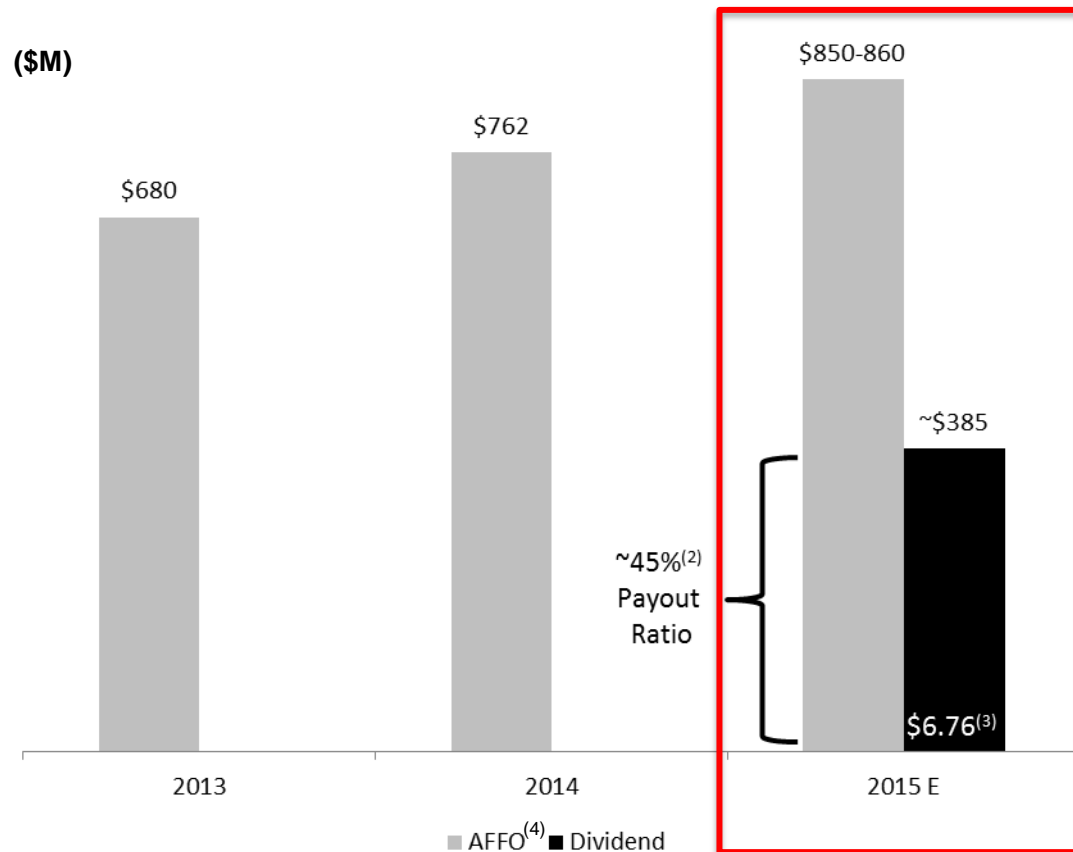 ($M)
$850-860
$762
$680
~$385
~45%(2)
Payout
Ratio
$6.76(3)
2013 2014 2015 E
AFFO(4) Dividend